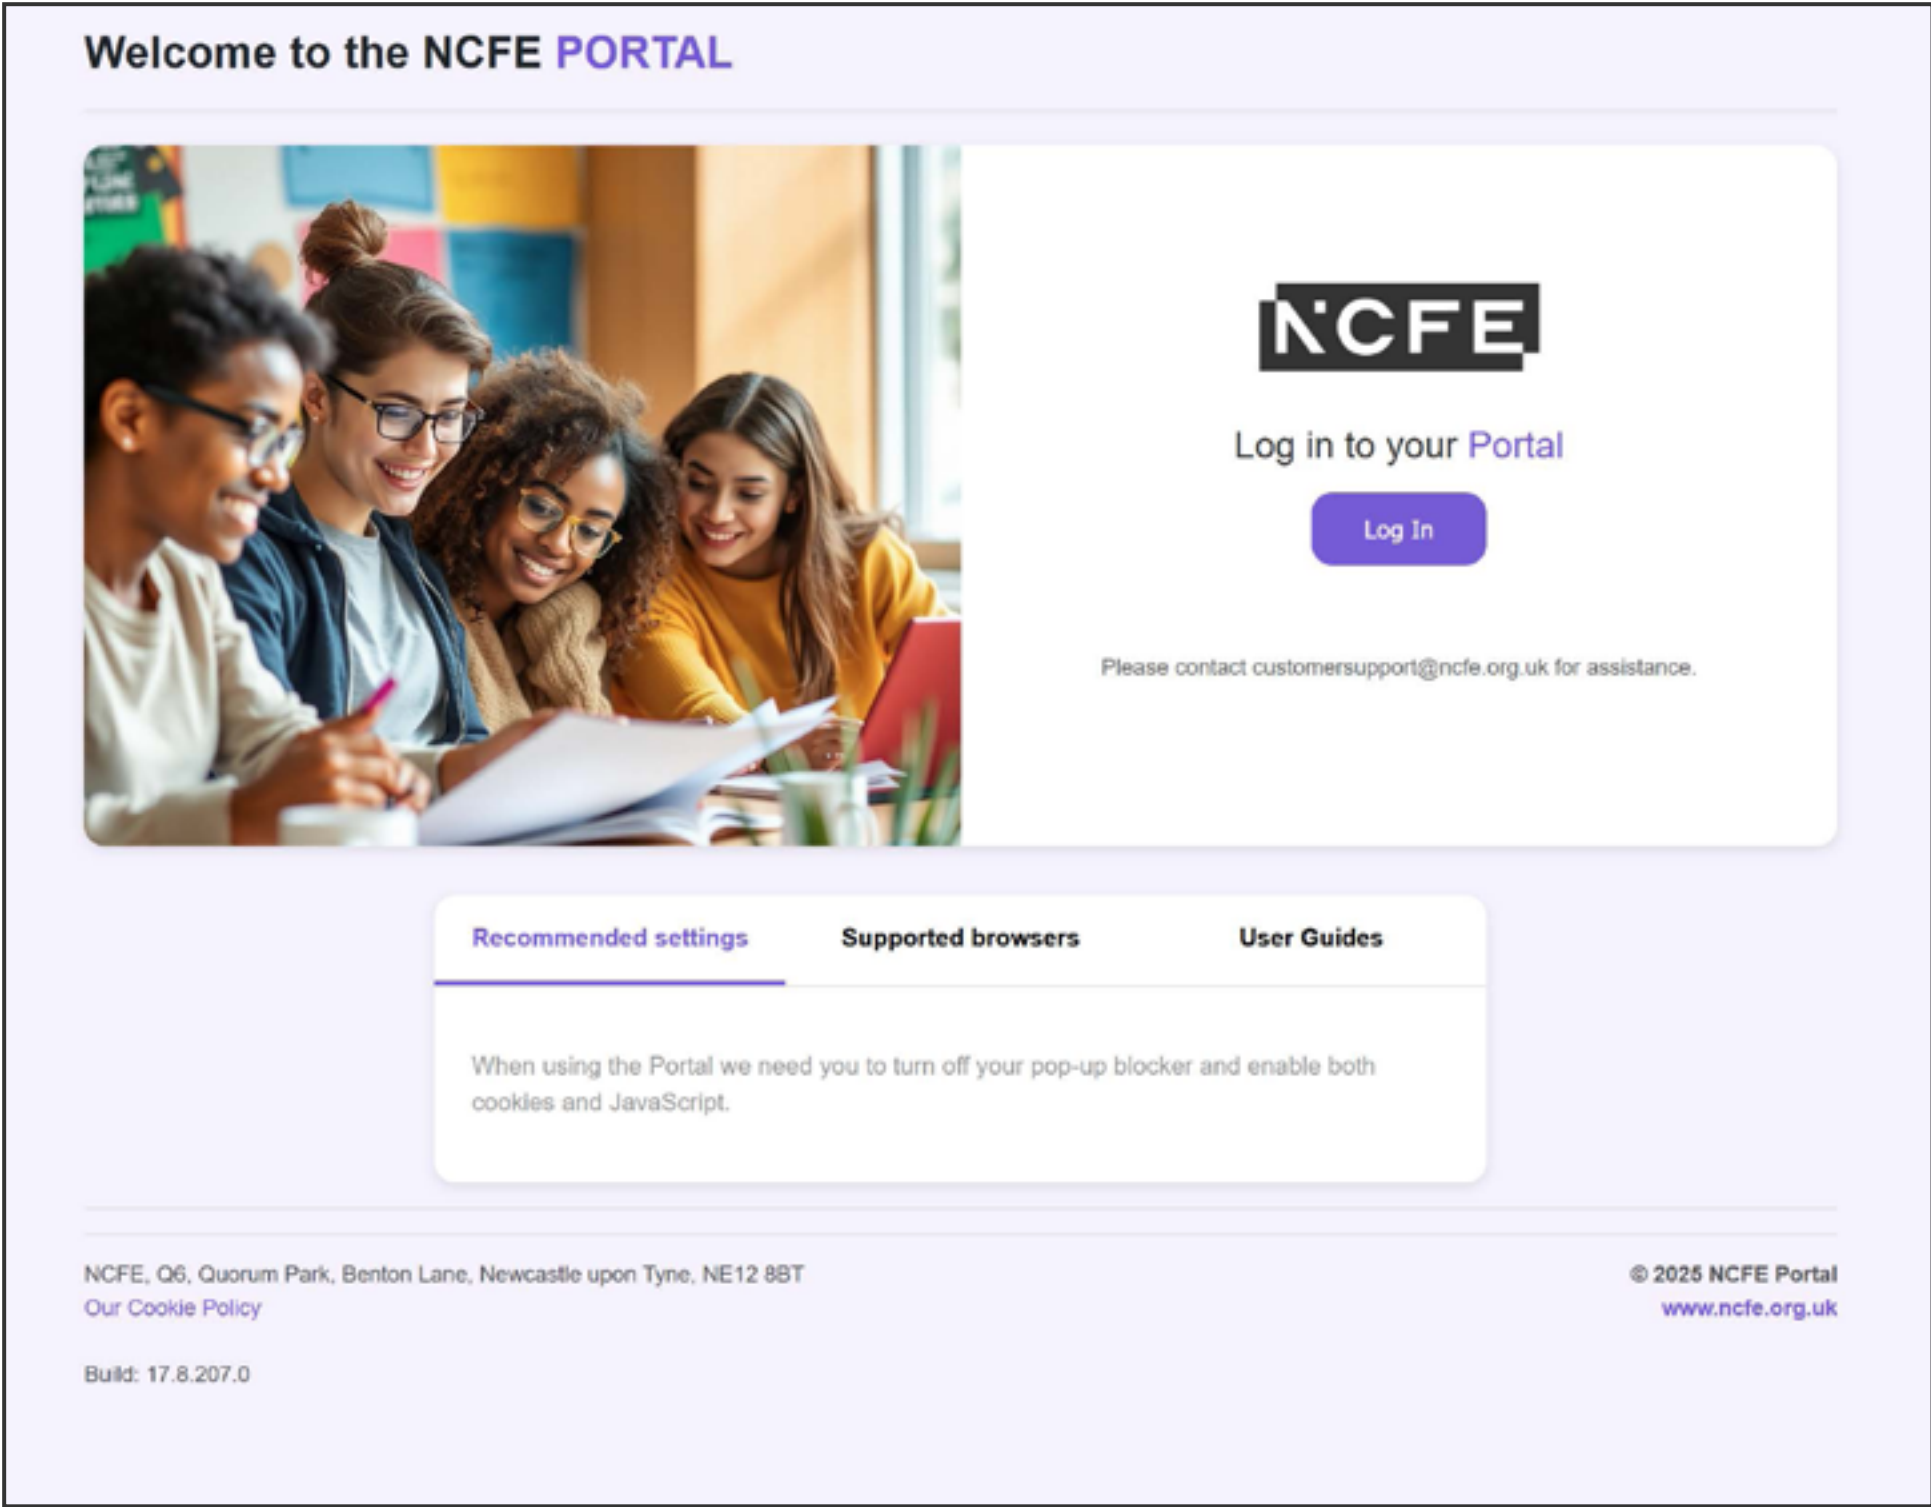 Welcome to the NCFE PORTAL
NCFE
Log in to your Portal
Log In
Please contact customersupport@ncfe.org.uk for assistance.
Recommended settings
Supported browsers
User Guides
When using the Portal we need you to turn off your pop-up blocker and enable both
cookies and JavaScript.
NCFE, Q6, Quorum Park, Benton Lane, Newcastle upon Tyne, NE12 8BT
© 2025 NCFE Portal
Our Cookie Policy
www.ncfe.org.uk
Build: 17.8.207.0